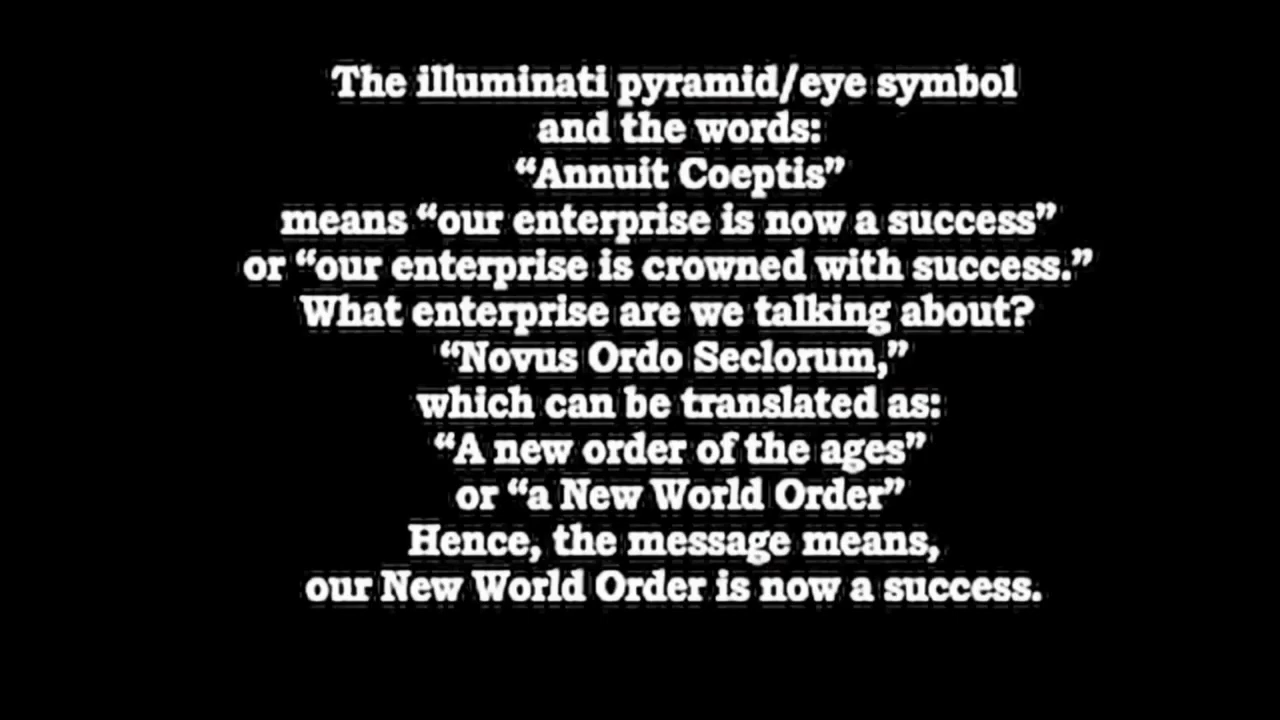 The illuminati pyramid/eye symbol
and the words:
“Annuit Coeptis”
means “our enterprise is now a success”
or “our enterprise is crowned with success.”
What enterprise are we talking about?
“Novus Ordo Seclorum,”
which can be translated as:
“A new order of the ages”
or “a New World Order”
Hence, the message means,
our New World Order is now a success.